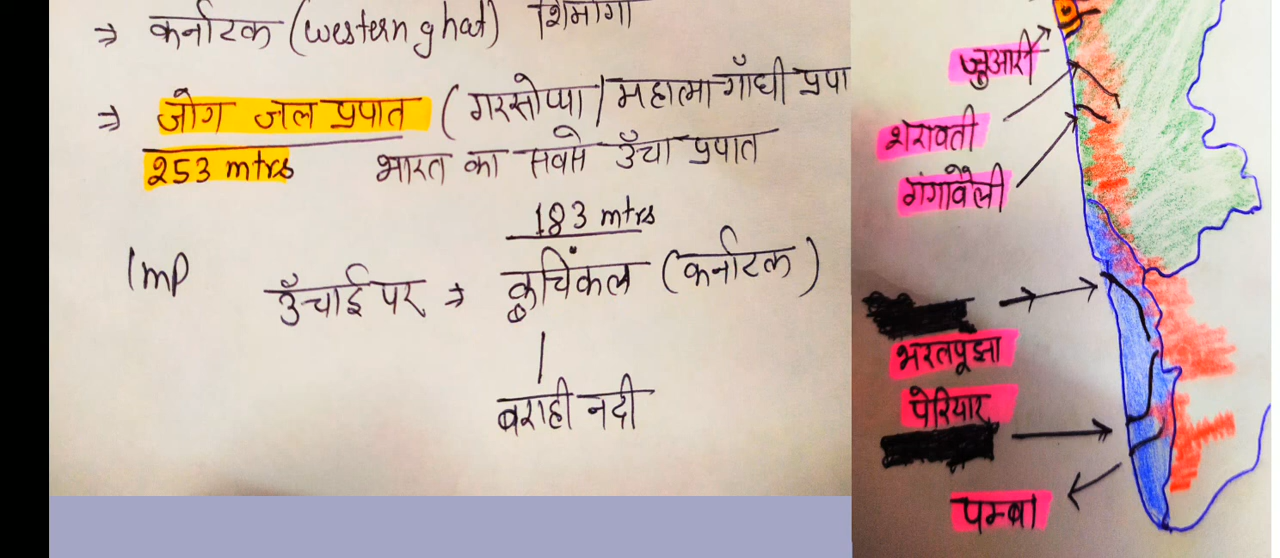 ⇒ कर्नाटक (western ghat) शिमोगा
⇒ जोग जल प्रपात (गरसोप्पा / महात्मा गाँधी प्रपा
253 mtrs भारत का सबसे उँचा प्रपात
183 mtrs
Imp उँचाई पर ⇒ कुचिंकल (कर्नाटक)
बराही नदी
जुआरी
शरावती
गंगावेली
भरतपूझा
पेरियार
पम्बा